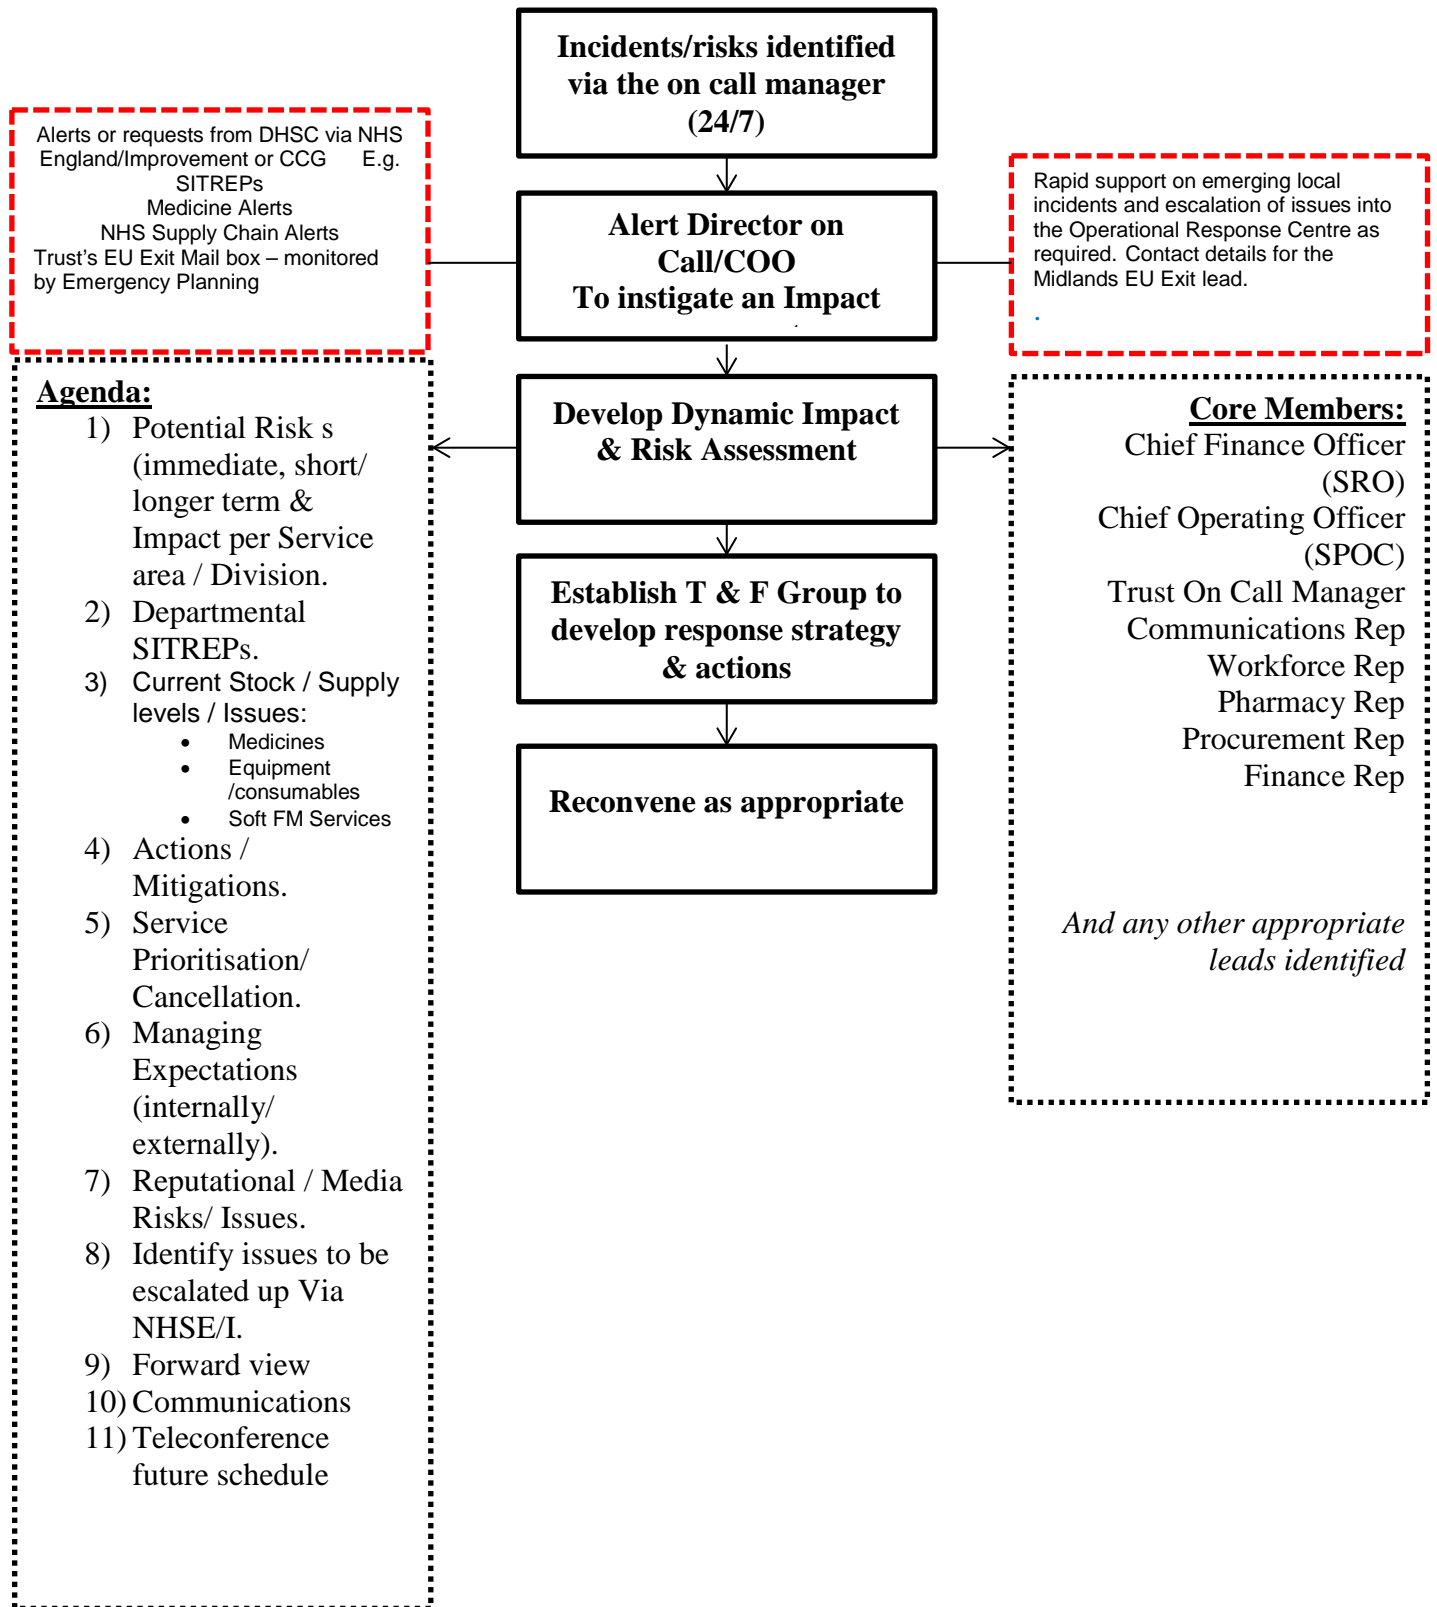 Incidents/risks identified
via the on call manager
(24/7)
Alerts or requests from DHSC via NHS
England/Improvement or CCG E.g.
SITREPs
Medicine Alerts
NHS Supply Chain Alerts
Trust's EU Exit Mail box – monitored
by Emergency Planning
Alert Director on
Call/COO
To instigate an Impact
Rapid support on emerging local
incidents and escalation of issues into
the Operational Response Centre as
required. Contact details for the
Midlands EU Exit lead.
.
Agenda:
1) Potential Risk s
(immediate, short/
longer term &
Impact per Service
area / Division.
2) Departmental
SITREPs.
3) Current Stock / Supply
levels / Issues:
• Medicines
• Equipment
/consumables
• Soft FM Services
4) Actions /
Mitigations.
5) Service
Prioritisation/
Cancellation.
6) Managing
Expectations
(internally/
externally).
7) Reputational / Media
Risks/ Issues.
8) Identify issues to be
escalated up Via
NHSE/I.
9) Forward view
10) Communications
11) Teleconference
future schedule
Develop Dynamic Impact
& Risk Assessment
Establish T & F Group to
develop response strategy
& actions
Reconvene as appropriate
Core Members:
Chief Finance Officer
(SRO)
Chief Operating Officer
(SPOC)
Trust On Call Manager
Communications Rep
Workforce Rep
Pharmacy Rep
Procurement Rep
Finance Rep
And any other appropriate
leads identified